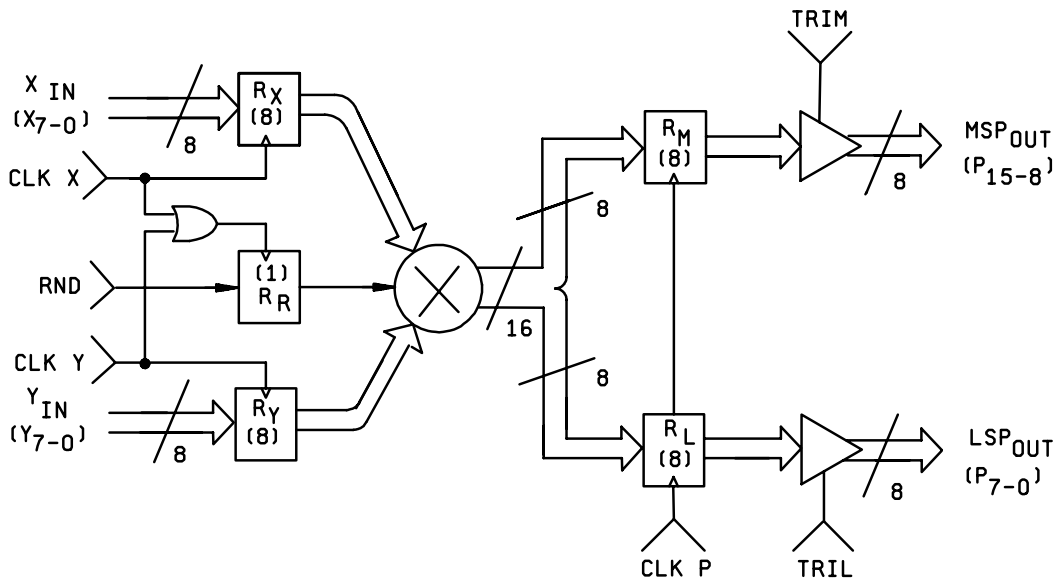 TRIM
X IN
(X7-0)
8
RX
(8)
CLK X
RND
(1)
RR
CLK Y
Y IN
(Y7-0)
8
RY
(8)
16
8
8
RM
(8)
8
MSPOUT
(P15-8)
RL
(8)
8
LSPOUT
(P7-0)
CLK P
TRIL